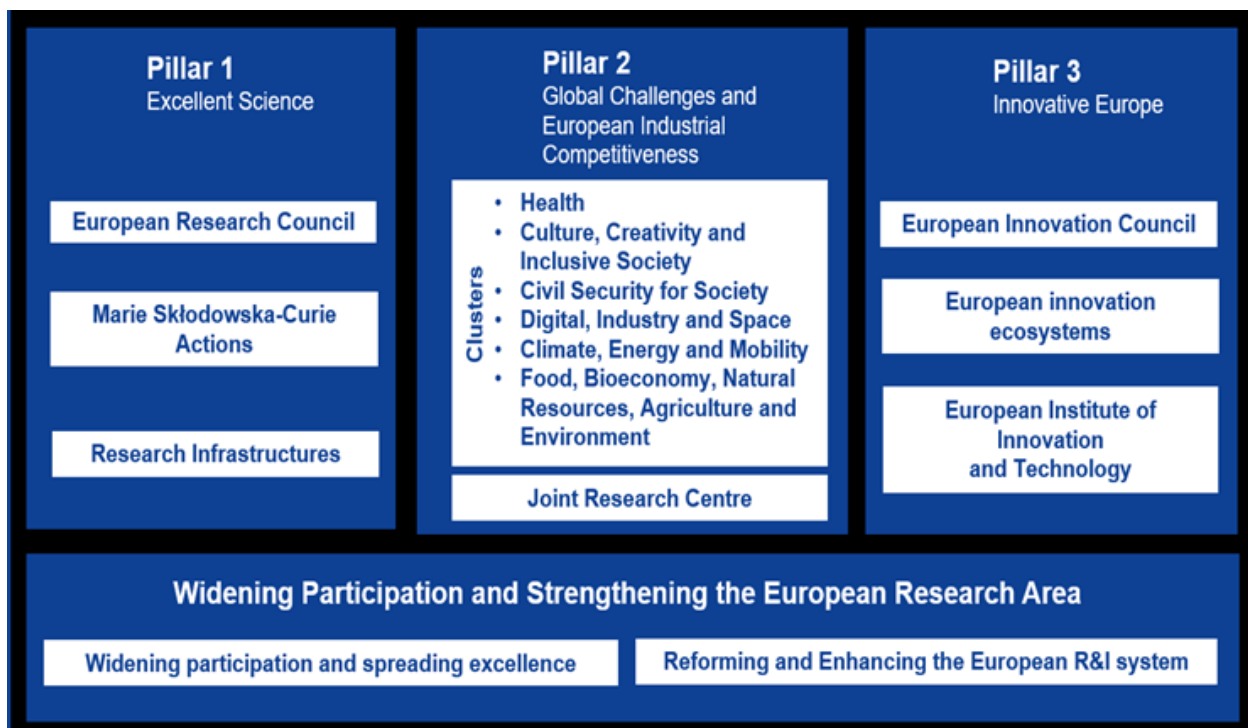 Pillar 1
Excellent Science
European Research Council
Marie Skłodowska-Curie
Actions
Research Infrastructures
Pillar 2
Global Challenges and
European Industrial
Competitiveness
Clusters
• Health
• Culture, Creativity and
Inclusive Society
• Civil Security for Society
• Digital, Industry and Space
• Climate, Energy and Mobility
• Food, Bioeconomy, Natural
Resources, Agriculture and
Environment
Joint Research Centre
Pillar 3
Innovative Europe
European Innovation Council
European innovation
ecosystems
European Institute of
Innovation
and Technology
Widening Participation and Strengthening the European Research Area
Widening participation and spreading excellence
Reforming and Enhancing the European R&I system